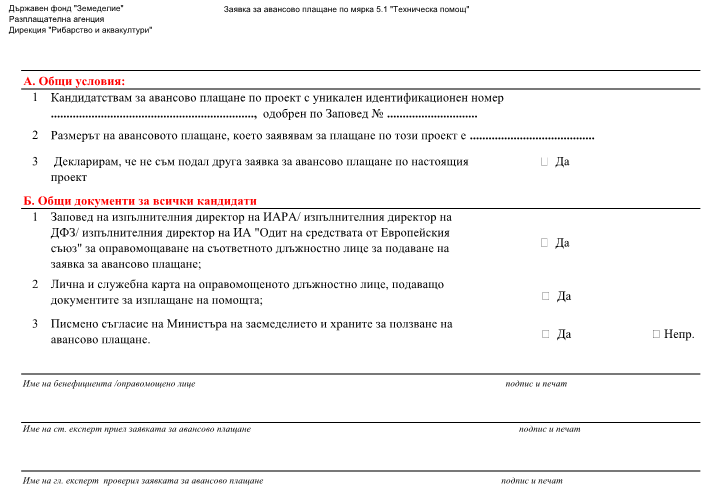 Държавен фонд "Земеделие"
Разплащателна агенция
Дирекция "Рибарство и аквакултури"
Заявка за авансово плащане по мярка 5.1 "Техническа помощ"
А. Общи условия:
1 Кандидатствам за авансово плащане по проект с уникален идентификационен номер
..................................................................., одобрен по Заповед № .............................
2 Размерът на авансовото плащане, което заявявам за плащане по този проект е ........................................
3 Декларирам, че не съм подал друга заявка за авансово плащане по настоящия □ Да
проект
Б. Общи документи за всички кандидати
1 Заповед на изпълнителния директор на ИАРА/ изпълнителния директор на
ДФЗ/ изпълнителния директор на ИА "Одит на средствата от Европейския
съюз" за оправомощаване на съответното длъжностно лице за подаване на □ Да
заявка за авансово плащане;
2 Лична и служебна карта на оправомощеното длъжностно лице, подаващо
документите за изплащане на помощта; □ Да
3 Писмено съгласие на Министъра на заемеделието и храните за ползване на
авансово плащане. □ Да □ Непр.
Име на бенефициента /оправомощено лице подпис и печат
Име на ст. експерт приел заявката за авансово плащане подпис и печат
Име на гл. експерт проверил заявката за авансово плащане подпис и печат